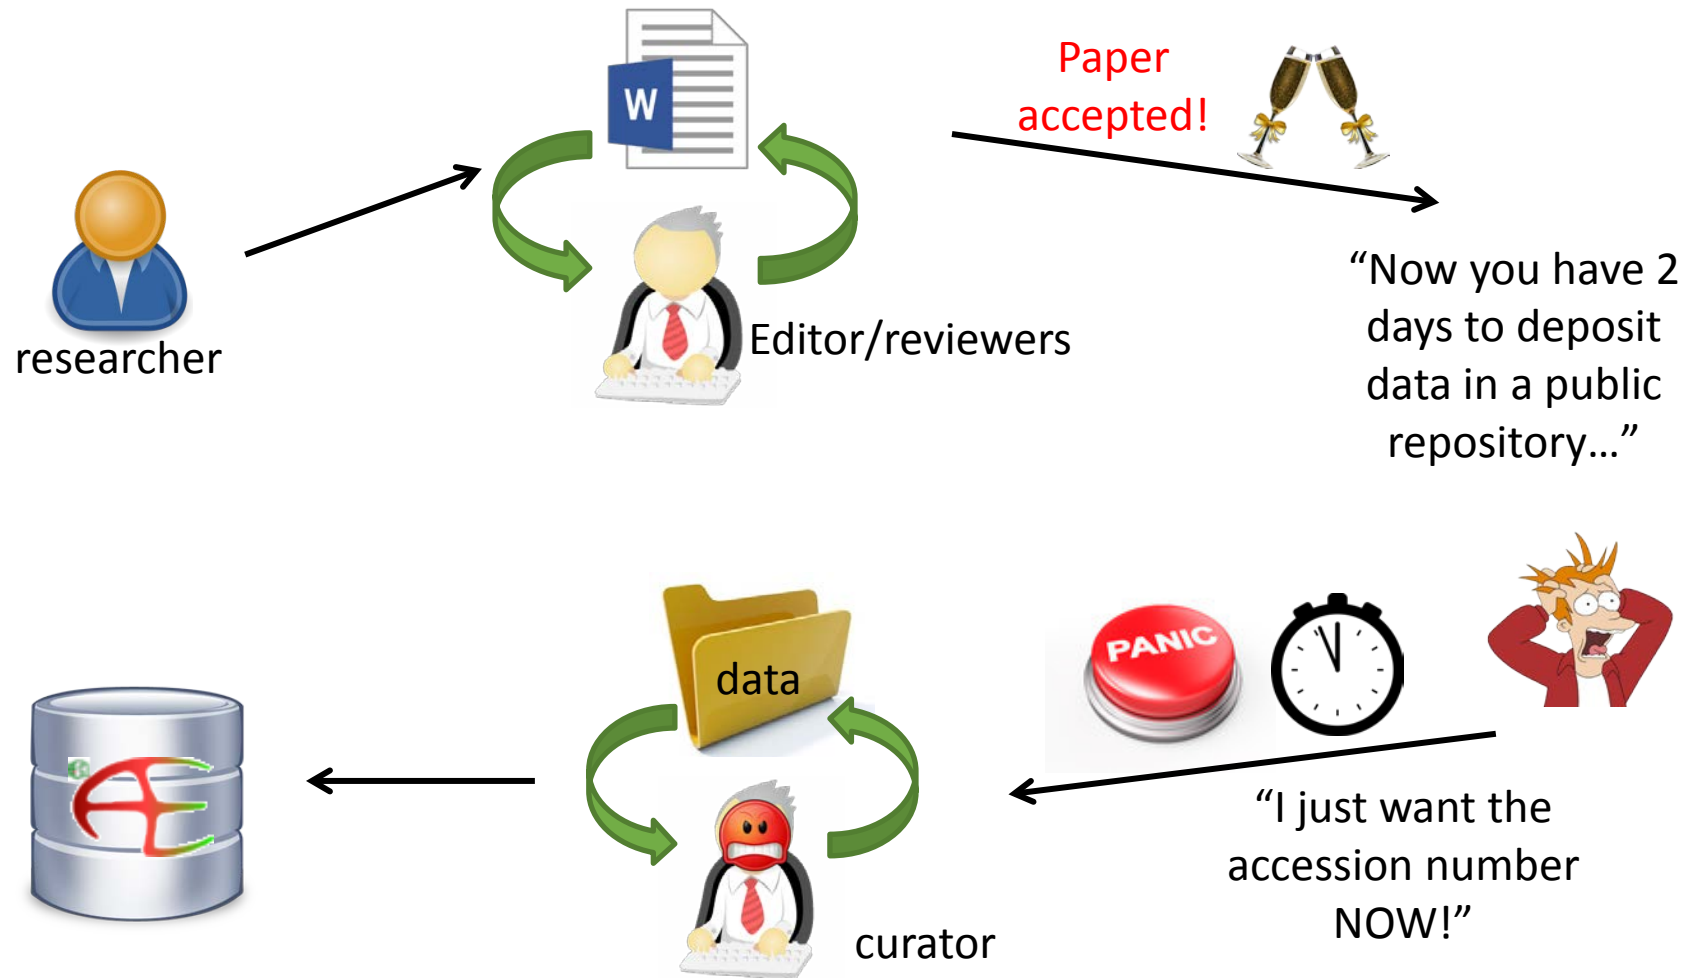 W
Paper
accepted!
researcher
Editor/reviewers
“Now you have 2
days to deposit
data in a public
repository…”
data
PANIC
AE
“I just want the
accession number
NOW!”
curator